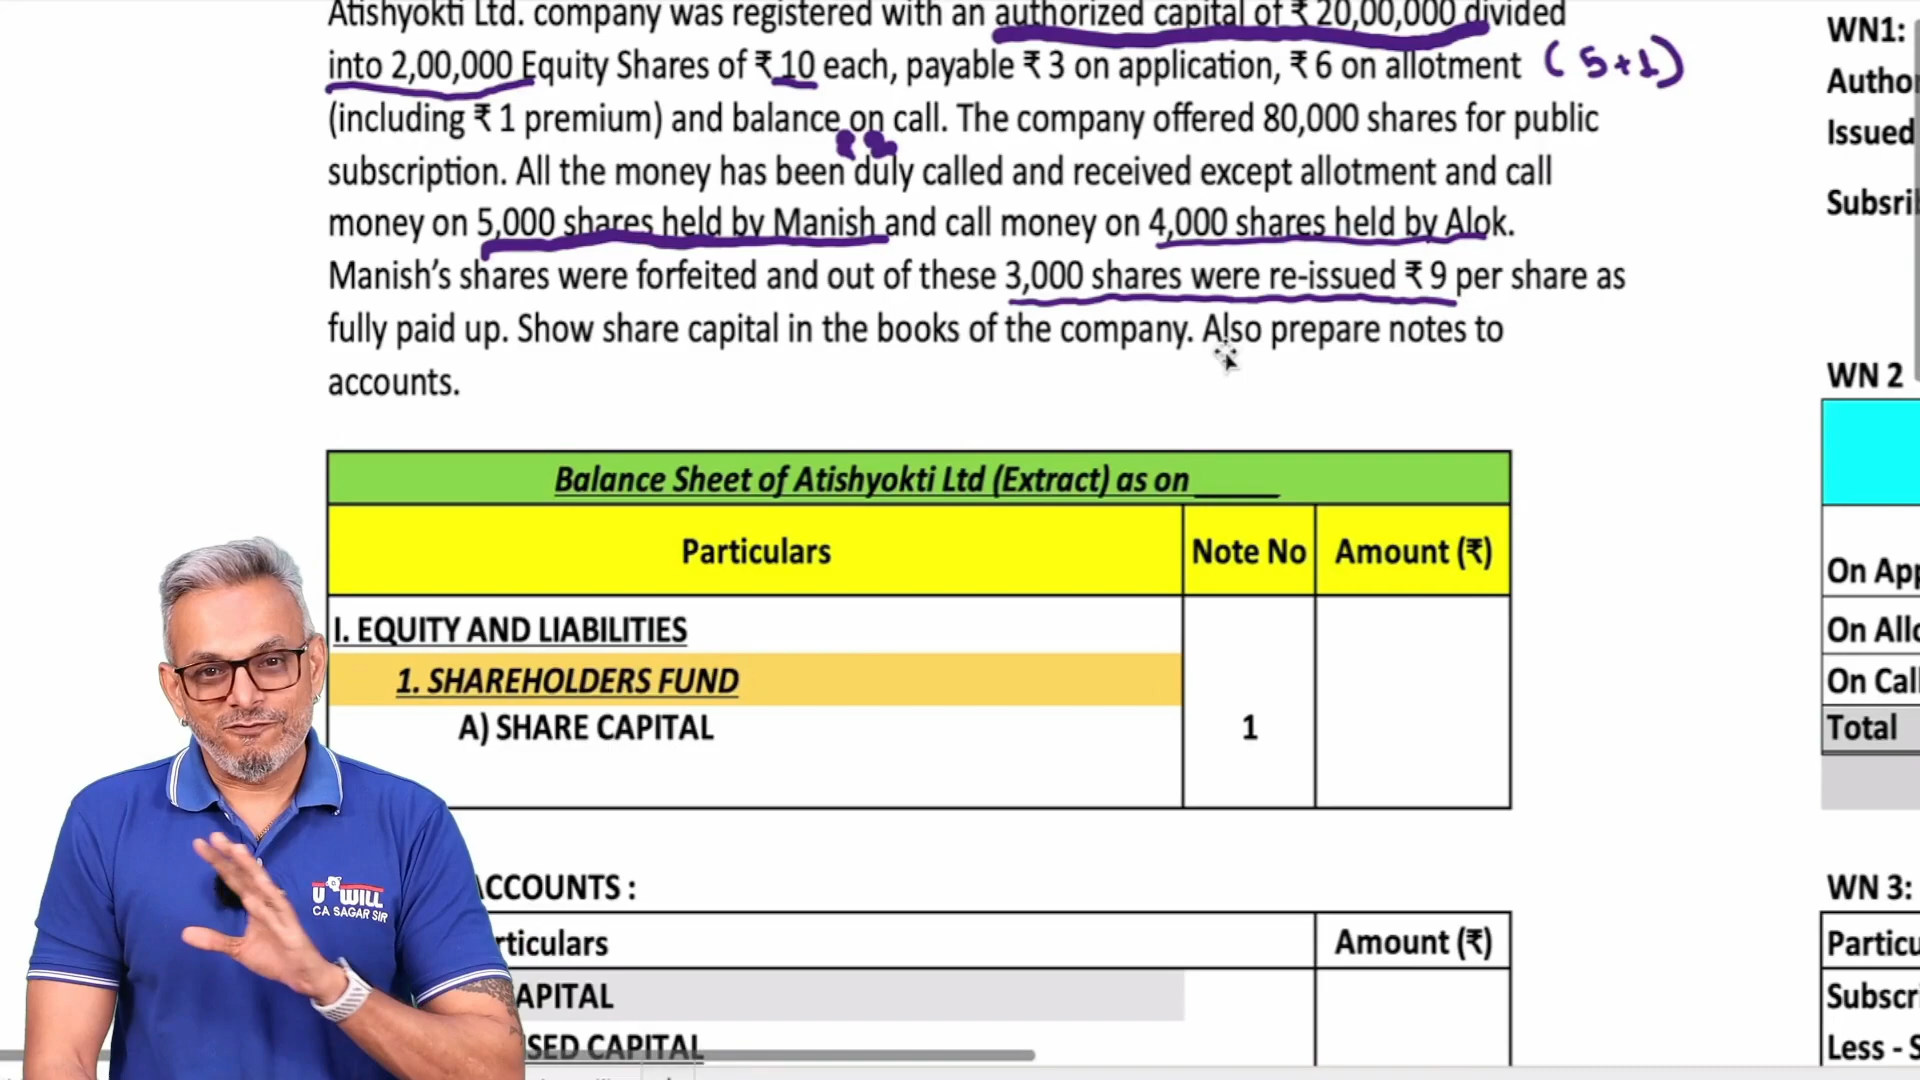 Atishyokti Ltd. company was registered with an authorized capital of ₹ 20,00,000 divided
into 2,00,000 Equity Shares of ₹ 10 each, payable ₹ 3 on application, ₹ 6 on allotment (5+1)
(including ₹ 1 premium) and balance on call. The company offered 80,000 shares for public
subscription. All the money has been duly called and received except allotment and call
money on 5,000 shares held by Manish and call money on 4,000 shares held by Alok.
Manish’s shares were forfeited and out of these 3,000 shares were re-issued ₹ 9 per share as
fully paid up. Show share capital in the books of the company. Also prepare notes to
accounts.
Balance Sheet of Atishyokti Ltd (Extract) as on _____
Particulars Note No Amount (₹)
I. EQUITY AND LIABILITIES
1. SHAREHOLDERS FUND
A) SHARE CAPITAL 1
ACCOUNTS :
rticulars Amount (₹)
APITAL
SED CAPITAL
WN1:
Autho
Issued
Subsri
WN 2
On App
On Allo
On Call
Total
WN 3:
Particu
Subscr
Less - S
U WILL
CA SAGAR SIR